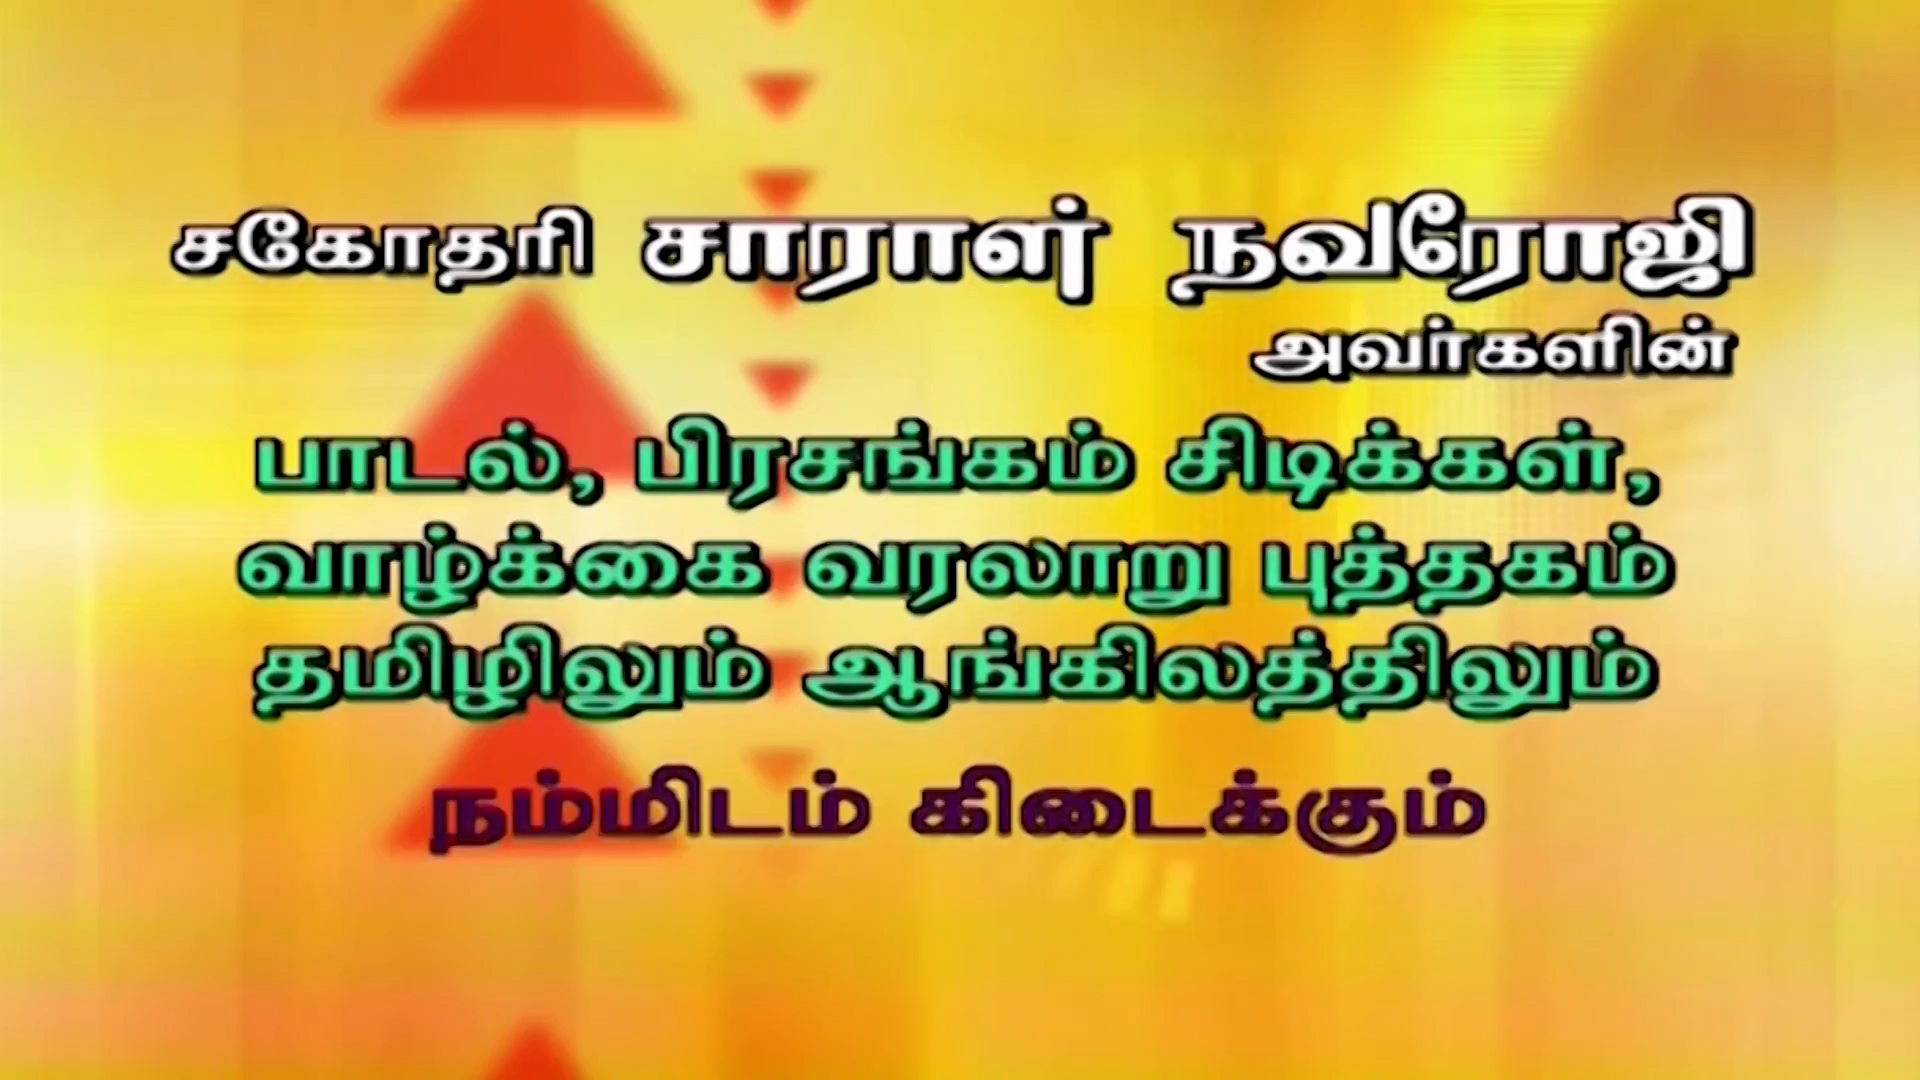 சகோதரி சாராள் நவரோஜி
அவர்களின்
பாடல், பிரசங்கம் சிடிக்கள்,
வாழ்க்கை வரலாறு புத்தகம்
தமிழிலும் ஆங்கிலத்திலும்
நம்மிடம் கிடைக்கும்